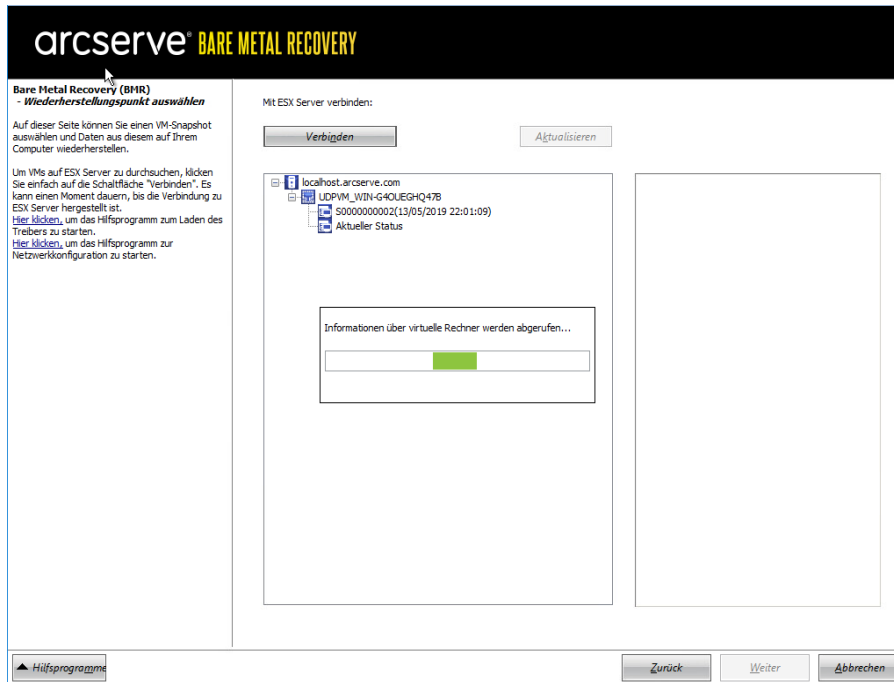 arcserve® BARE METAL RECOVERY
Bare Metal Recovery (BMR)
- Wiederherstellungspunkt auswählen
Auf dieser Seite können Sie einen VM-Snapshot
auswählen und Daten aus diesem auf Ihrem
Computer wiederherstellen.
Um VMs auf ESX Server zu durchsuchen, klicken
Sie einfach auf die Schaltfläche "Verbinden". Es
kann einen Moment dauern, bis die Verbindung zu
ESX Server hergestellt ist.
Hier klicken, um das Hilfsprogramm zum Laden des
Treibers zu starten.
Hier klicken, um das Hilfsprogramm zur
Netzwerkkonfiguration zu starten.
Mit ESX Server verbinden:
Verbinden
Aktualisieren
localhost.arcserve.com
UDPVM_WIN-G4OUEGHQ47B
S0000000002(13/05/2019 22:01:09)
Aktueller Status
Informationen über virtuelle Rechner werden abgerufen...
Hilfsprogramme
Zurück
Weiter
Abbrechen